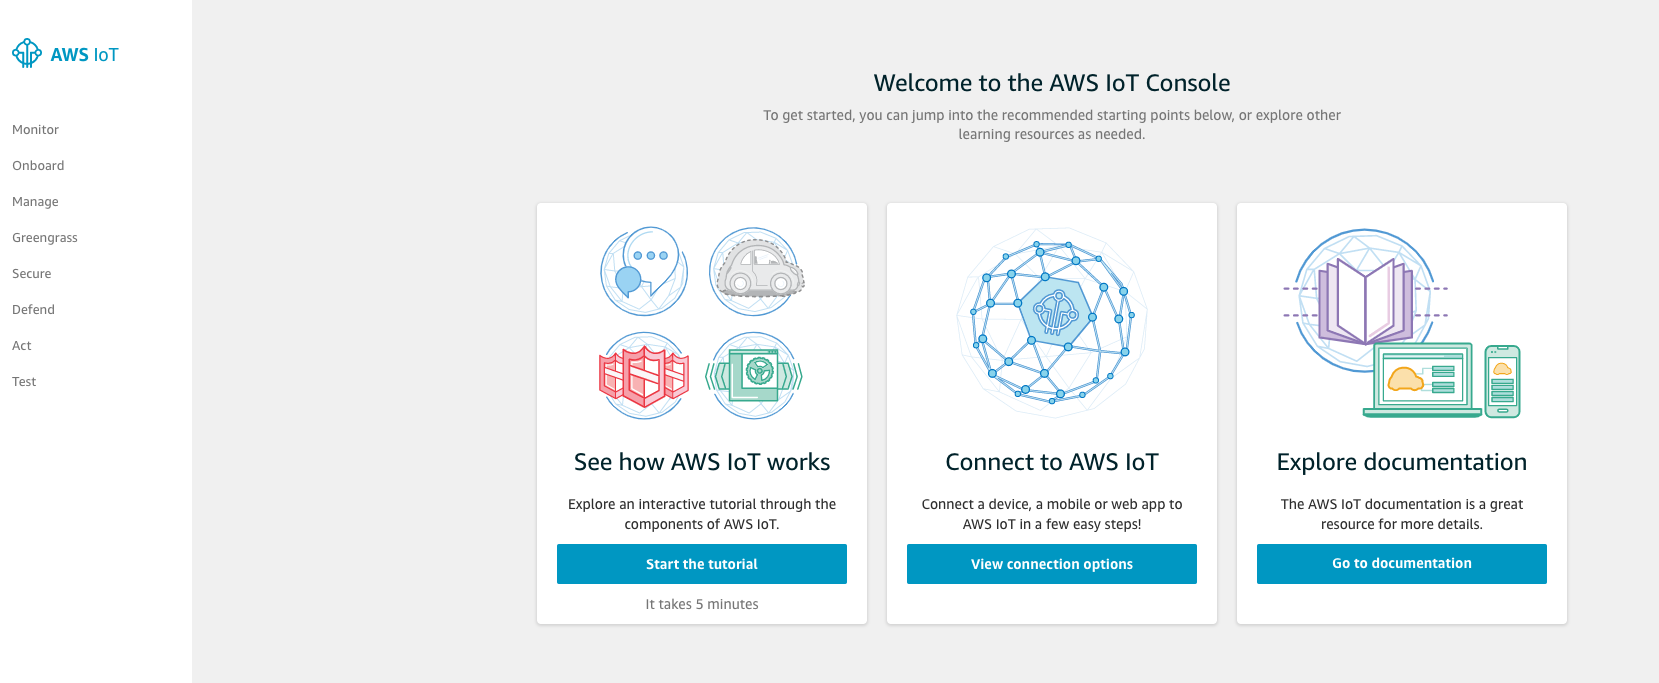 AWS IoT
Monitor
Onboard
Manage
Greengrass
Secure
Defend
Act
Test
Welcome to the AWS IoT Console
To get started, you can jump into the recommended starting points below, or explore other
learning resources as needed.
See how AWS IoT works
Explore an interactive tutorial through the
components of AWS IoT.
Start the tutorial
It takes 5 minutes
Connect to AWS IoT
Connect a device, a mobile or web app to
AWS IoT in a few easy steps!
View connection options
Explore documentation
The AWS IoT documentation is a great
resource for more details.
Go to documentation